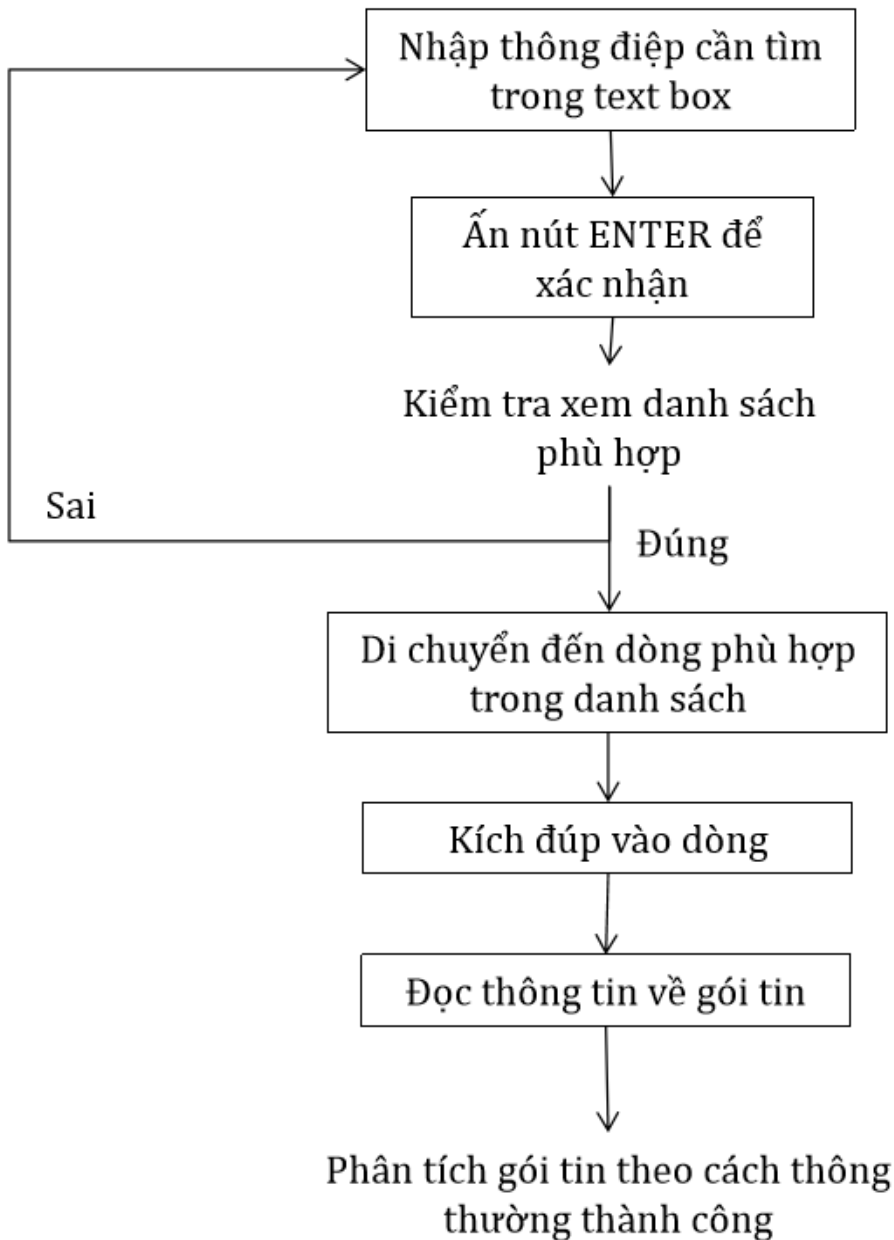 Nhập thông điệp cần tìm
trong text box
Ấn nút ENTER để
xác nhận
Kiểm tra xem danh sách
phù hợp
Sai
Đúng
Di chuyển đến dòng phù hợp
trong danh sách
Kích đúp vào dòng
Đọc thông tin về gói tin
Phân tích gói tin theo cách thông
thường thành công